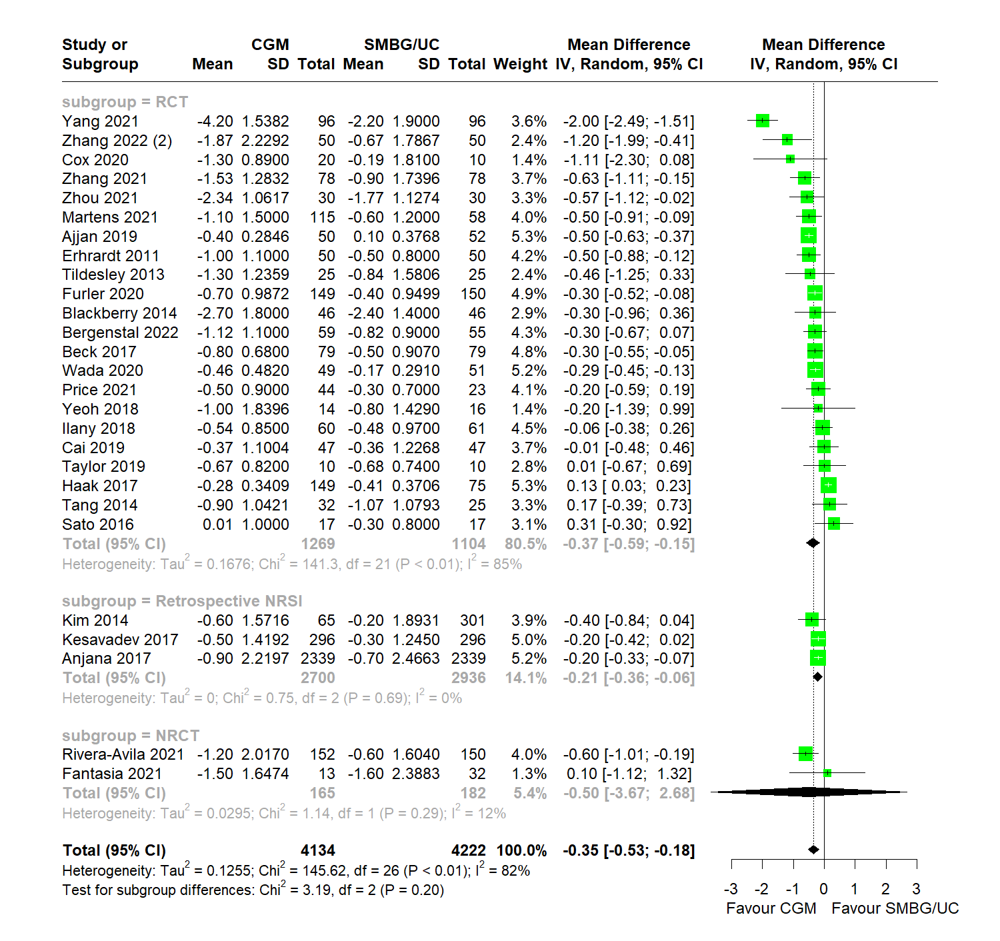 Study or CGM SMBG/UC Mean Difference Mean Difference
Subgroup Mean SD Total Mean SD Total Weight IV, Random, 95% CI IV, Random, 95% CI
subgroup = RCT
Yang 2021 -4.20 1.5382 96 -2.20 1.9000 96 3.6% -2.00 [-2.49; -1.51]
Zhang 2022 (2) -1.87 2.2292 50 -0.67 1.7867 50 2.4% -1.20 [-1.99; -0.41]
Cox 2020 -1.30 0.8900 20 -0.19 1.8100 10 1.4% -1.11 [-2.30; 0.08]
Zhang 2021 -1.53 1.2832 78 -0.90 1.7396 78 3.7% -0.63 [-1.11; -0.15]
Zhou 2021 -2.34 1.0617 30 -1.77 1.1274 30 3.3% -0.57 [-1.12; -0.02]
Martens 2021 -1.10 1.5000 115 -0.60 1.2000 58 4.0% -0.50 [-0.91; -0.09]
Ajjan 2019 -0.40 0.2846 50 0.10 0.3768 52 5.3% -0.50 [-0.63; -0.37]
Erhrardt 2011 -1.00 1.1000 50 -0.50 0.8000 50 4.2% -0.50 [-0.88; -0.12]
Tildesley 2013 -1.30 1.2359 25 -0.84 1.5806 25 2.4% -0.46 [-1.25; 0.33]
Furler 2020 -0.70 0.9872 149 -0.40 0.9499 150 4.9% -0.30 [-0.52; -0.08]
Blackberry 2014 -2.70 1.8000 46 -2.40 1.4000 46 2.9% -0.30 [-0.96; 0.36]
Bergenstal 2022 -1.12 1.1000 59 -0.82 0.9000 55 4.3% -0.30 [-0.67; 0.07]
Beck 2017 -0.80 0.6800 79 -0.50 0.9070 79 4.8% -0.30 [-0.55; -0.05]
Wada 2020 -0.46 0.4820 49 -0.17 0.2910 51 5.2% -0.29 [-0.45; -0.13]
Price 2021 -0.50 0.9000 44 -0.30 0.7000 23 4.1% -0.20 [-0.59; 0.19]
Yeoh 2018 -1.00 1.8396 14 -0.80 1.4290 16 1.4% -0.20 [-1.39; 0.99]
Ilany 2018 -0.54 0.8500 60 -0.48 0.9700 61 4.5% -0.06 [-0.38; 0.26]
Cai 2019 -0.37 1.1004 47 -0.36 1.2268 47 3.7% -0.01 [-0.48; 0.46]
Taylor 2019 -0.67 0.8200 10 -0.68 0.7400 10 2.8% 0.01 [-0.67; 0.69]
Haak 2017 -0.28 0.3409 149 -0.41 0.3706 75 5.3% 0.13 [ 0.03; 0.23]
Tang 2014 -0.90 1.0421 32 -1.07 1.0793 25 3.3% 0.17 [-0.39; 0.73]
Sato 2016 0.01 1.0000 17 -0.30 0.8000 17 3.1% 0.31 [-0.30; 0.92]
Total (95% CI) 1269 1104 80.5% -0.37 [-0.59; -0.15]
Heterogeneity: Tau² = 0.1676; Chi² = 141.3, df = 21 (P < 0.01); I² = 85%
subgroup = Retrospective NRSI
Kim 2014 -0.60 1.5716 65 -0.20 1.8931 301 3.9% -0.40 [-0.84; 0.04]
Kesavadev 2017 -0.50 1.4192 296 -0.30 1.2450 296 5.0% -0.20 [-0.42; 0.02]
Anjana 2017 -0.90 2.2197 2339 -0.70 2.4663 2339 5.2% -0.20 [-0.33; -0.07]
Total (95% CI) 2700 2936 14.1% -0.21 [-0.36; -0.06]
Heterogeneity: Tau² = 0; Chi² = 0.75, df = 2 (P = 0.69); I² = 0%
subgroup = NRCT
Rivera-Avila 2021 -1.20 2.0170 152 -0.60 1.6040 150 4.0% -0.60 [-1.01; -0.19]
Fantasia 2021 -1.50 1.6474 13 -1.60 2.3883 32 1.3% 0.10 [-1.12; 1.32]
Total (95% CI) 165 182 5.4% -0.50 [-3.67; 2.68]
Heterogeneity: Tau² = 0.0295; Chi² = 1.14, df = 1 (P = 0.29); I² = 12%
Total (95% CI) 4134 4222 100.0% -0.35 [-0.53; -0.18]
Heterogeneity: Tau² = 0.1255; Chi² = 145.62, df = 26 (P < 0.01); I² = 82%
Test for subgroup differences: Chi² = 3.19, df = 2 (P = 0.20)
-3 -2 -1 0 1 2 3
Favour CGM Favour SMBG/UC